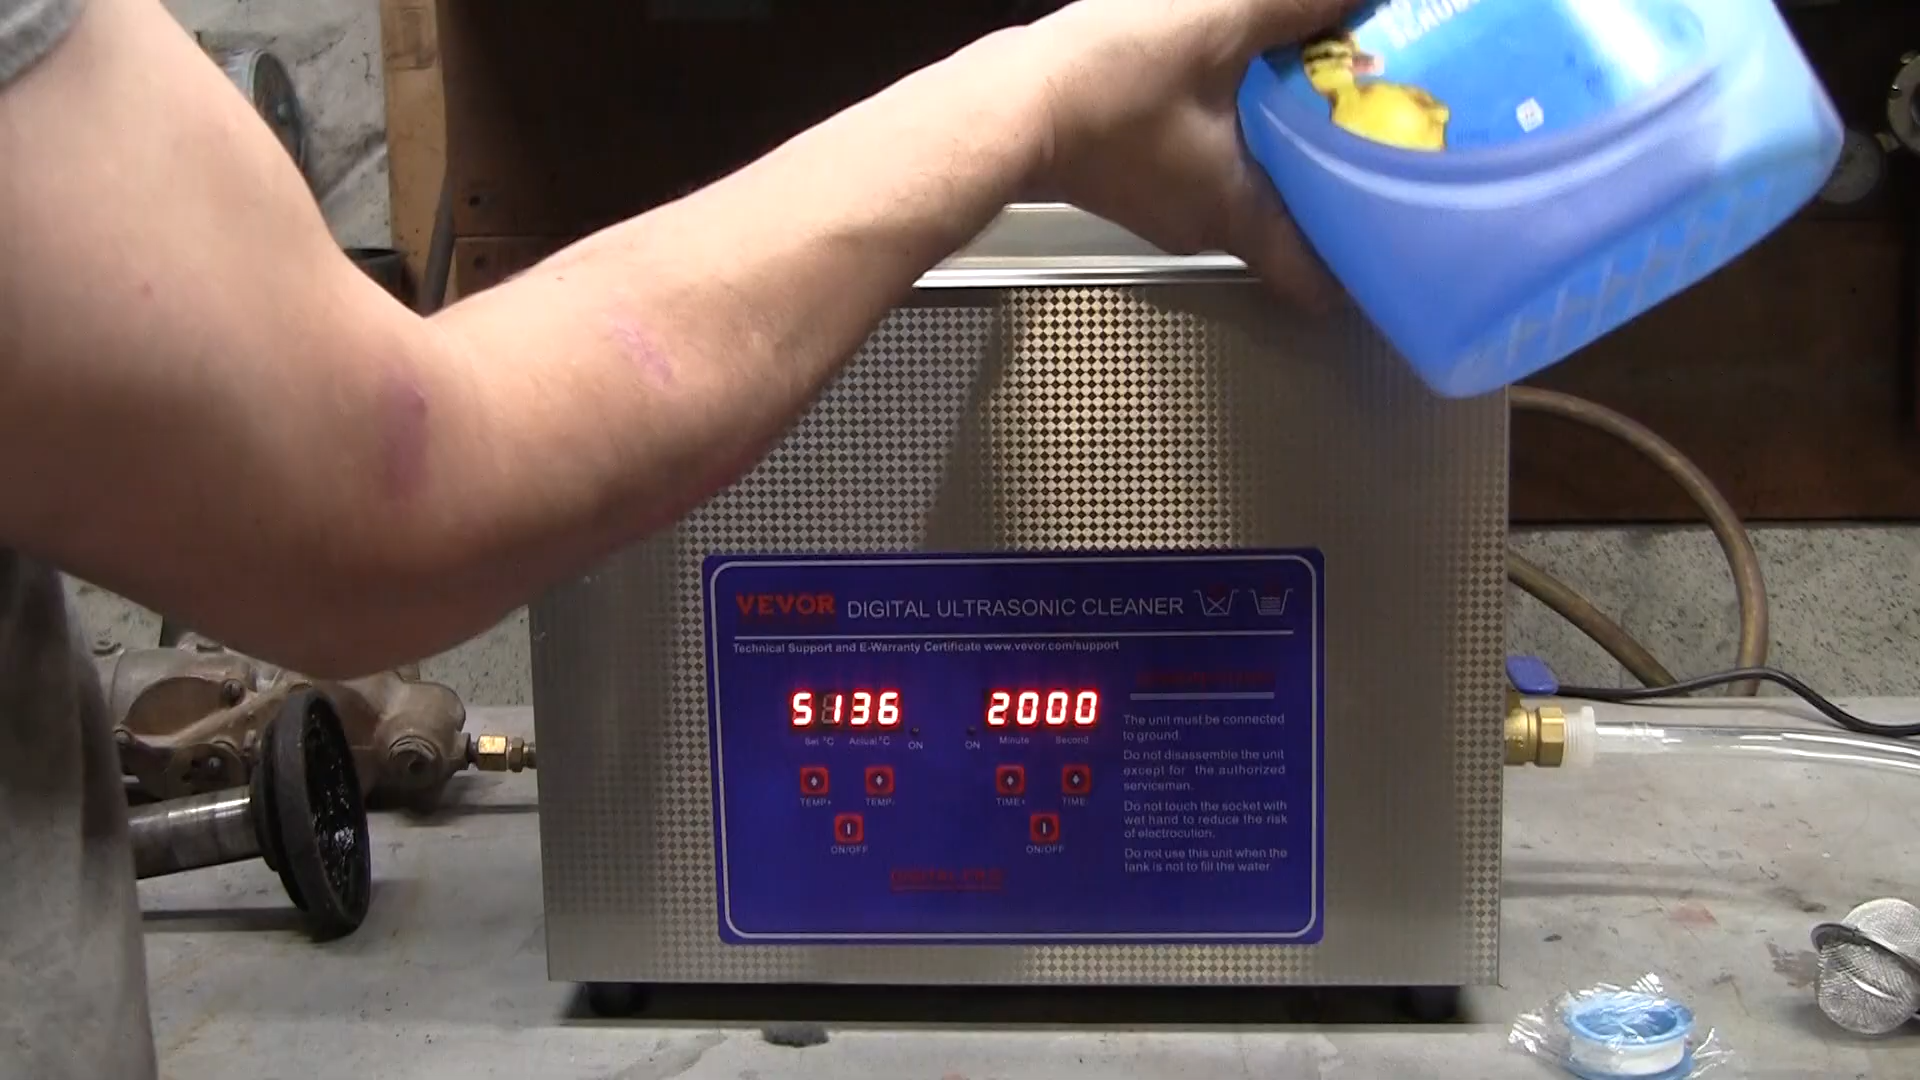 VEVOR DIGITAL ULTRASONIC CLEANER
Technical Support and E-Warranty Certificate www.vevor.com/support
5136 2000
Set °C Actual °C ON ON Minute Second
TEMP+ TEMP- TIME+ TIME
ON/OFF ON/OFF
The unit must be connected
to ground.
Do not disassemble the unit
except for the authorized
serviceman.
Do not touch the socket with
wet hand to reduce the risk
of electrocution.
Do not use this unit when the
tank is not to fill the water.